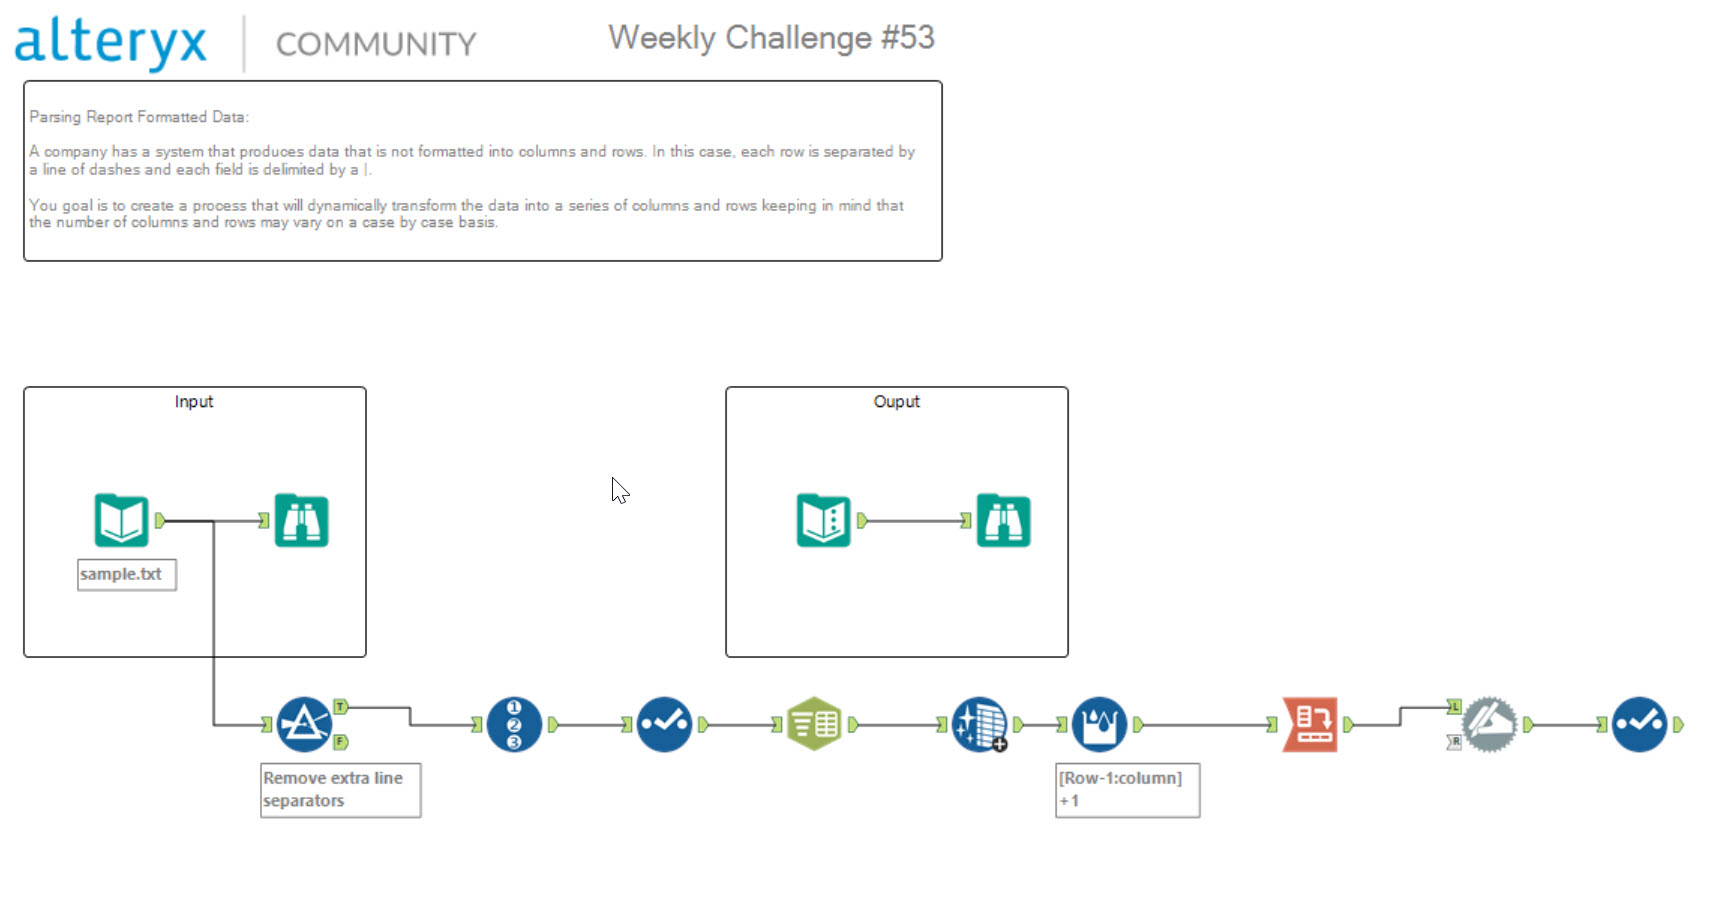 alteryx COMMUNITY Weekly Challenge #53
Parsing Report Formatted Data:
A company has a system that produces data that is not formatted into columns and rows. In this case, each row is separated by
a line of dashes and each field is delimited by a |.
You goal is to create a process that will dynamically transform the data into a series of columns and rows keeping in mind that
the number of columns and rows may vary on a case by case basis.
Input
Ouput
sample.txt
T
F
1
2
3
L
R
Remove extra line
separators
[Row-1:column]
+1